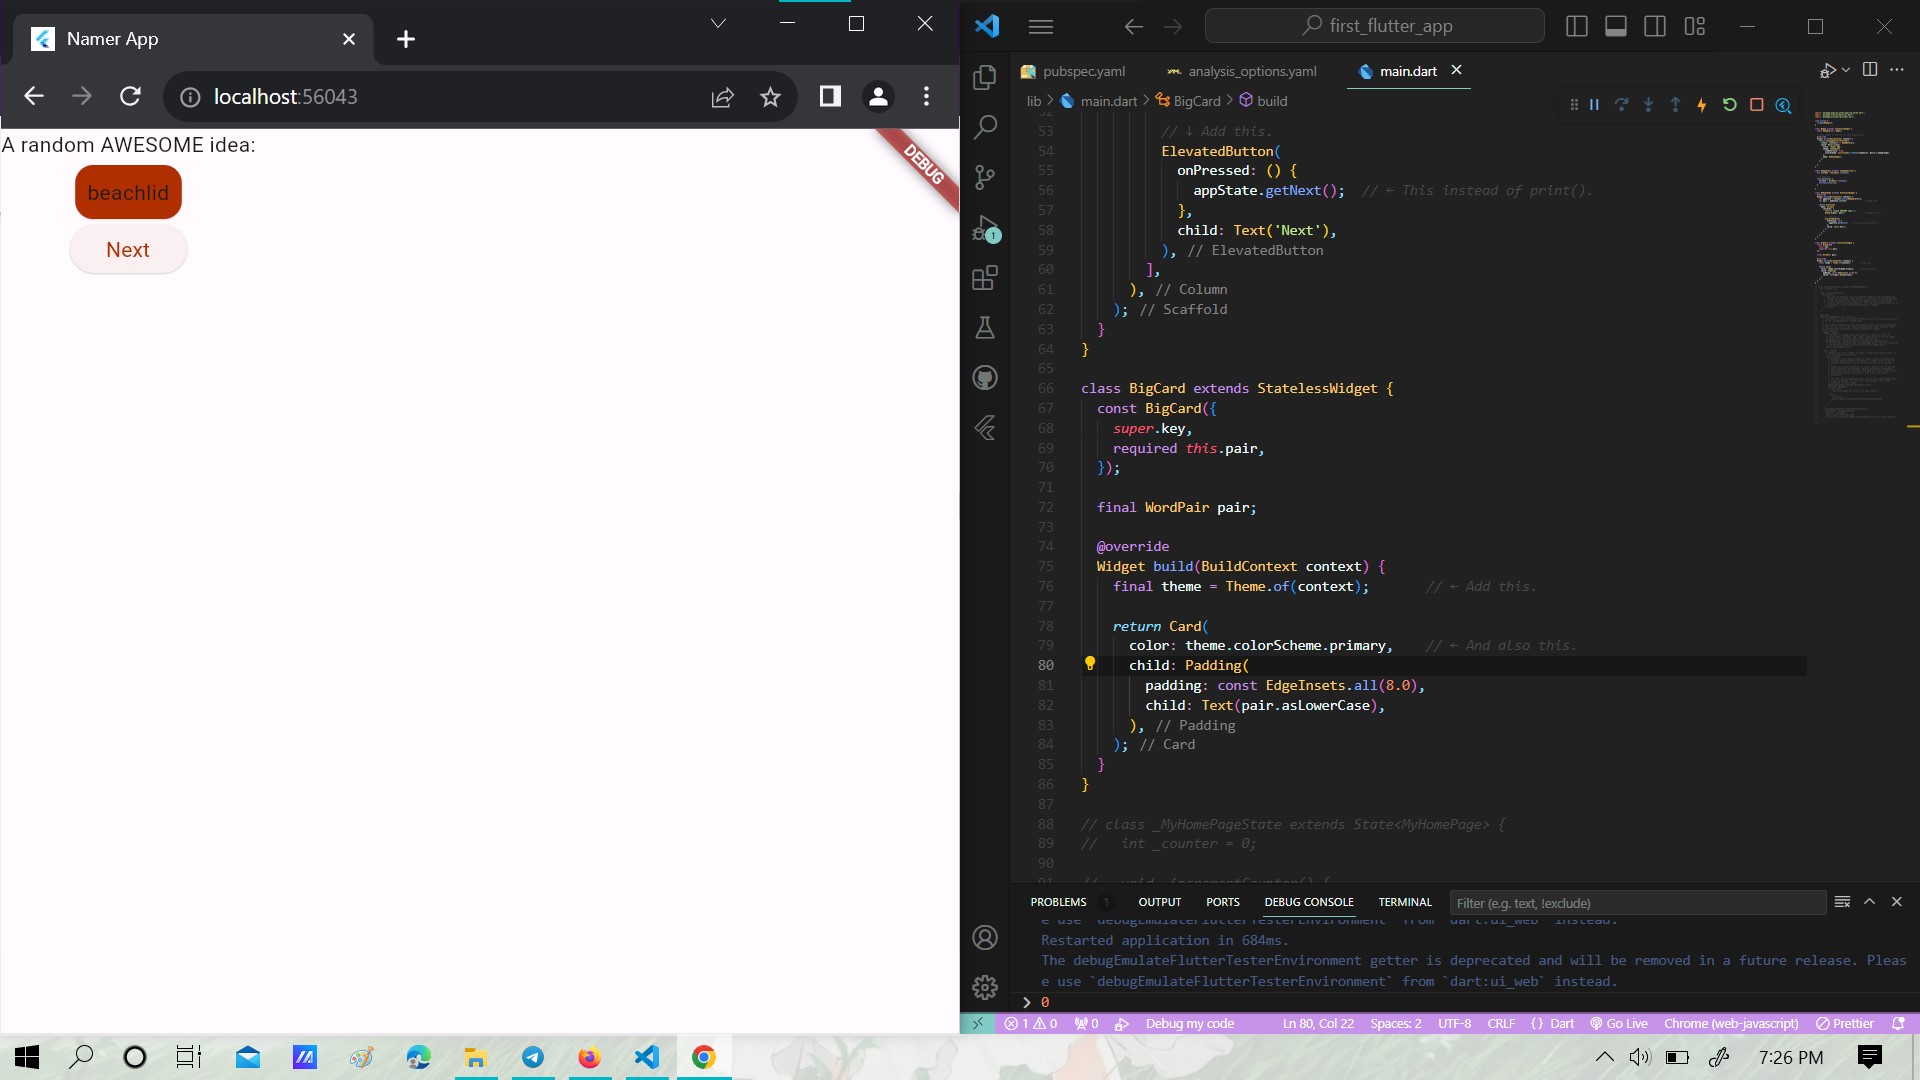 Namer App
localhost:56043
A random AWESOME idea:
DEBUG
beachlid
Next
first_flutter_app
pubspec.yaml
analysis_options.yaml
main.dart
lib > main.dart > BigCard > build
53 // ↓ Add this.
54 ElevatedButton(
55 onPressed: () {
56 appState.getNext(); // ← This instead of print().
57 },
58 child: Text('Next'),
59 ), // ElevatedButton
60 ],
61 ), // Column
62 ); // Scaffold
63 }
64 }
65
66 class BigCard extends StatelessWidget {
67 const BigCard({
68 super.key,
69 required this.pair,
70 });
71
72 final WordPair pair;
73
74 @override
75 Widget build(BuildContext context) {
76 final theme = Theme.of(context); // ← Add this.
77
78 return Card(
79 color: theme.colorScheme.primary, // ← And also this.
80 child: Padding(
81 padding: const EdgeInsets.all(8.0),
82 child: Text(pair.asLowerCase),
83 ), // Padding
84 ); // Card
85 }
86 }
87
88 // class _MyHomePageState extends State<MyHomePage> {
89 // int _counter = 0;
90
91 // void _incrementCounter() {
PROBLEMS 1 OUTPUT PORTS DEBUG CONSOLE TERMINAL Filter (e.g. text, !exclude)
e use `debugEmulateFlutterTesterEnvironment` from `dart:ui_web` instead.
Restarted application in 684ms.
The debugEmulateFlutterTesterEnvironment getter is deprecated and will be removed in a future release. Pleas
e use `debugEmulateFlutterTesterEnvironment` from `dart:ui_web` instead.
> 0
1 0 0 Debug my code Ln 80, Col 22 Spaces: 2 UTF-8 CRLF {} Dart Go Live Chrome (web-javascript) Prettier
7:26 PM